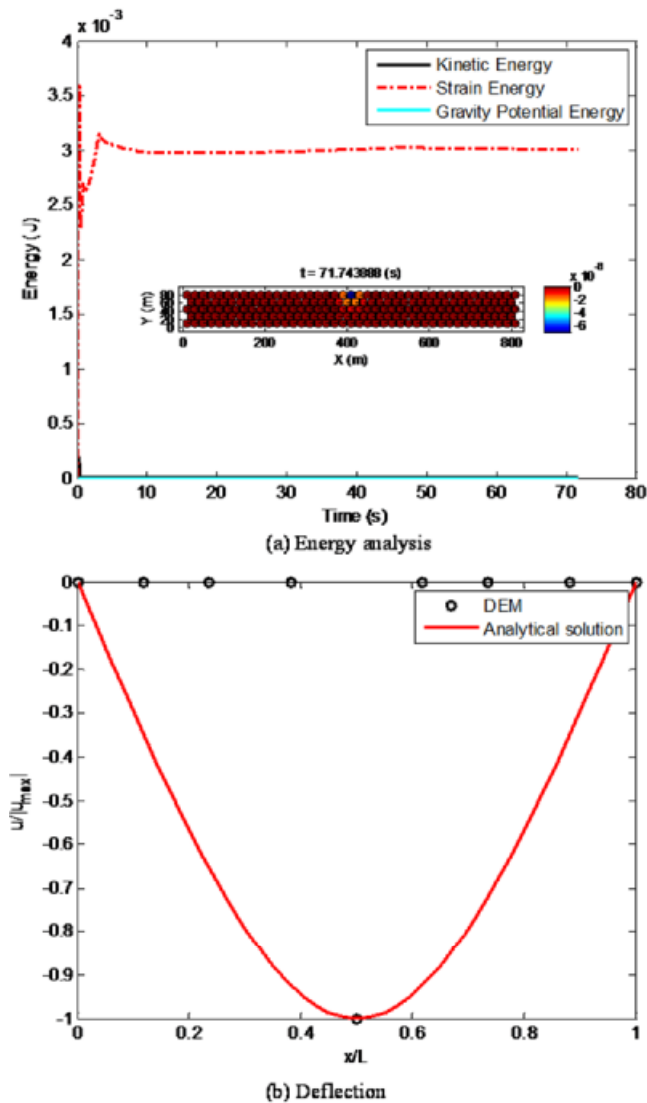 x 10⁻³
4
3.5
3
2.5
2
1.5
1
0.5
0
Energy (J)
Kinetic Energy
Strain Energy
Gravity Potential Energy
t = 71.743888 (s)
Y (m)
0 200 400 600 800
X (m)
x 10⁻⁸
0
-2
-4
-6
0 10 20 30 40 50 60 70 80
Time (s)
(a) Energy analysis
0
-0.1
-0.2
-0.3
-0.4
-0.5
-0.6
-0.7
-0.8
-0.9
-1
u/|u_max|
DEM
Analytical solution
0 0.2 0.4 0.6 0.8 1
x/L
(b) Deflection